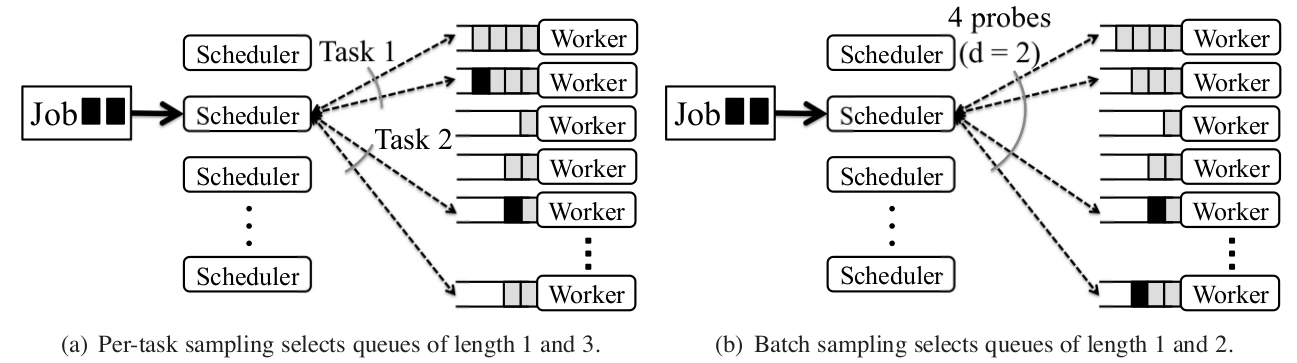 Job
Scheduler
Scheduler
Scheduler
Scheduler
Task 1
Task 2
Worker
Worker
Worker
Worker
Worker
Worker
(a) Per-task sampling selects queues of length 1 and 3.
Job
Scheduler
Scheduler
Scheduler
Scheduler
4 probes
(d = 2)
Worker
Worker
Worker
Worker
Worker
Worker
(b) Batch sampling selects queues of length 1 and 2.